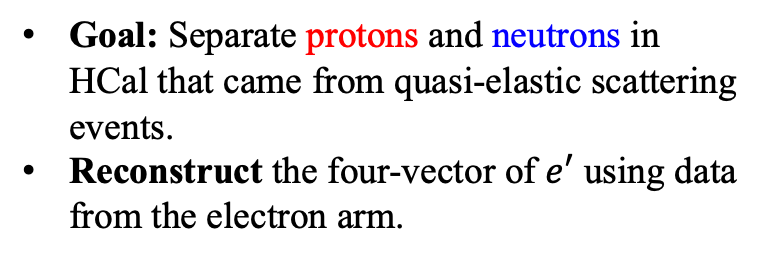 • Goal: Separate protons and neutrons in
HCal that came from quasi-elastic scattering
events.
• Reconstruct the four-vector of e′ using data
from the electron arm.